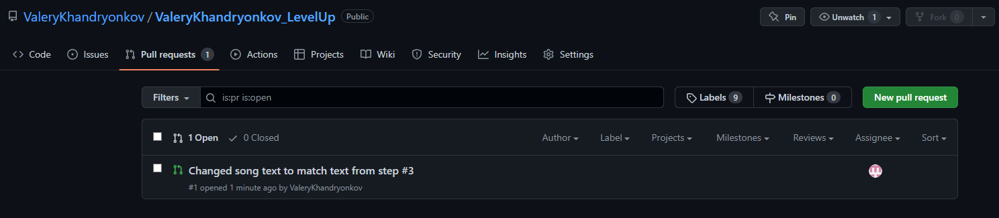 ValeryKhandryonkov / ValeryKhandryonkov_LevelUp Public Pin Unwatch 1 Fork 0
Code Issues Pull requests 1 Actions Projects Wiki Security Insights Settings
Filters is:pr is:open Labels 9 Milestones 0 New pull request
1 Open 0 Closed Author Label Projects Milestones Reviews Assignee Sort
Changed song text to match text from step #3
#1 opened 1 minute ago by ValeryKhandryonkov